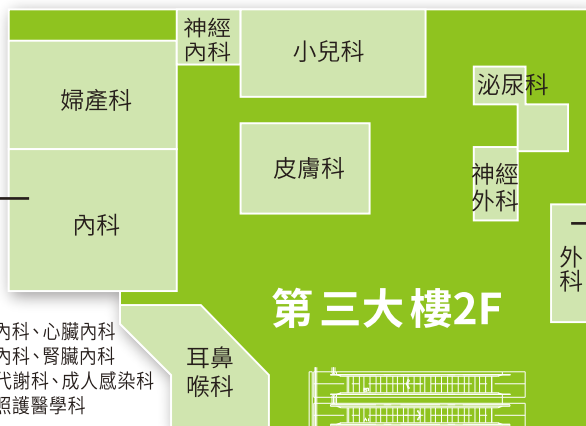 神經
內科
小兒科
泌尿科
婦產科
皮膚科
神經
外科
內科
外
科
第三大樓2F
內科、心臟內科
內科、腎臟內科
代謝科、成人感染科
照護醫學科
耳鼻
喉科